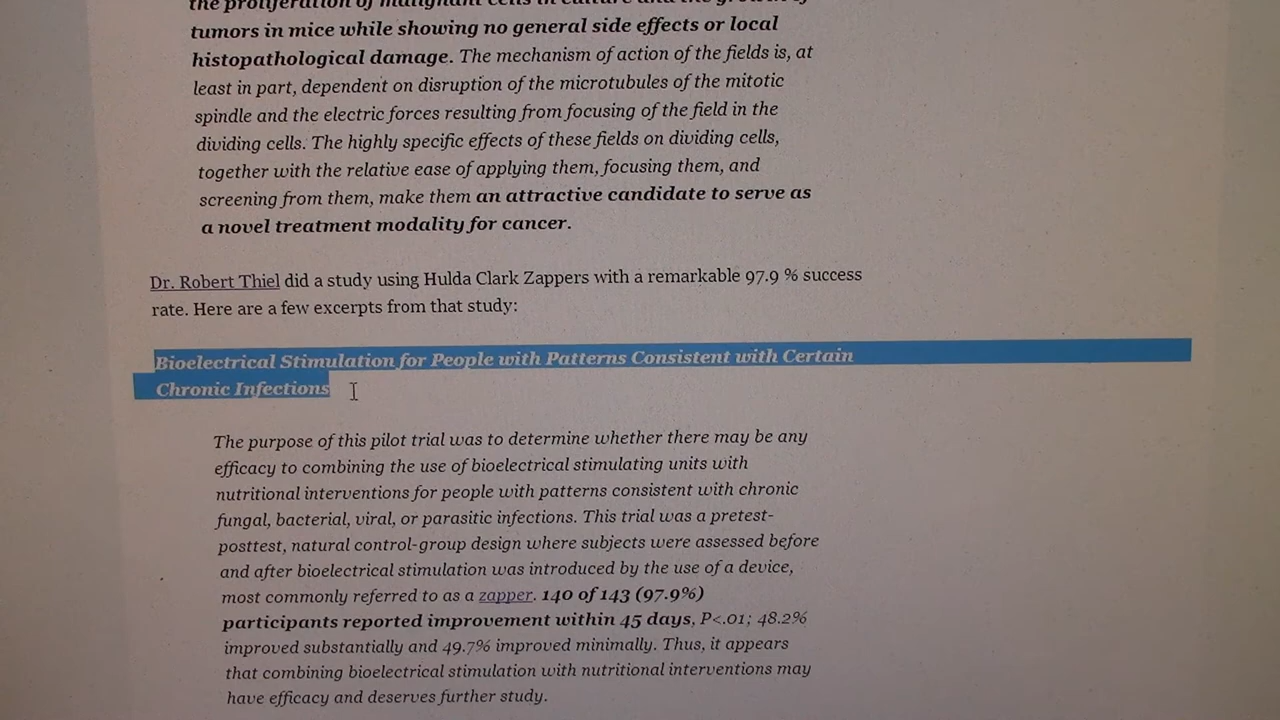 the proliferation of malignant cells in culture and the growth of
tumors in mice while showing no general side effects or local
histopathological damage. The mechanism of action of the fields is, at
least in part, dependent on disruption of the microtubules of the mitotic
spindle and the electric forces resulting from focusing of the field in the
dividing cells. The highly specific effects of these fields on dividing cells,
together with the relative ease of applying them, focusing them, and
screening from them, make them an attractive candidate to serve as
a novel treatment modality for cancer.
Dr. Robert Thiel did a study using Hulda Clark Zappers with a remarkable 97.9 % success
rate. Here are a few excerpts from that study:
Bioelectrical Stimulation for People with Patterns Consistent with Certain
Chronic Infections
The purpose of this pilot trial was to determine whether there may be any
efficacy to combining the use of bioelectrical stimulating units with
nutritional interventions for people with patterns consistent with chronic
fungal, bacterial, viral, or parasitic infections. This trial was a pretest-
posttest, natural control-group design where subjects were assessed before
and after bioelectrical stimulation was introduced by the use of a device,
most commonly referred to as a zapper. 140 of 143 (97.9%)
participants reported improvement within 45 days, P<.01; 48.2%
improved substantially and 49.7% improved minimally. Thus, it appears
that combining bioelectrical stimulation with nutritional interventions may
have efficacy and deserves further study.